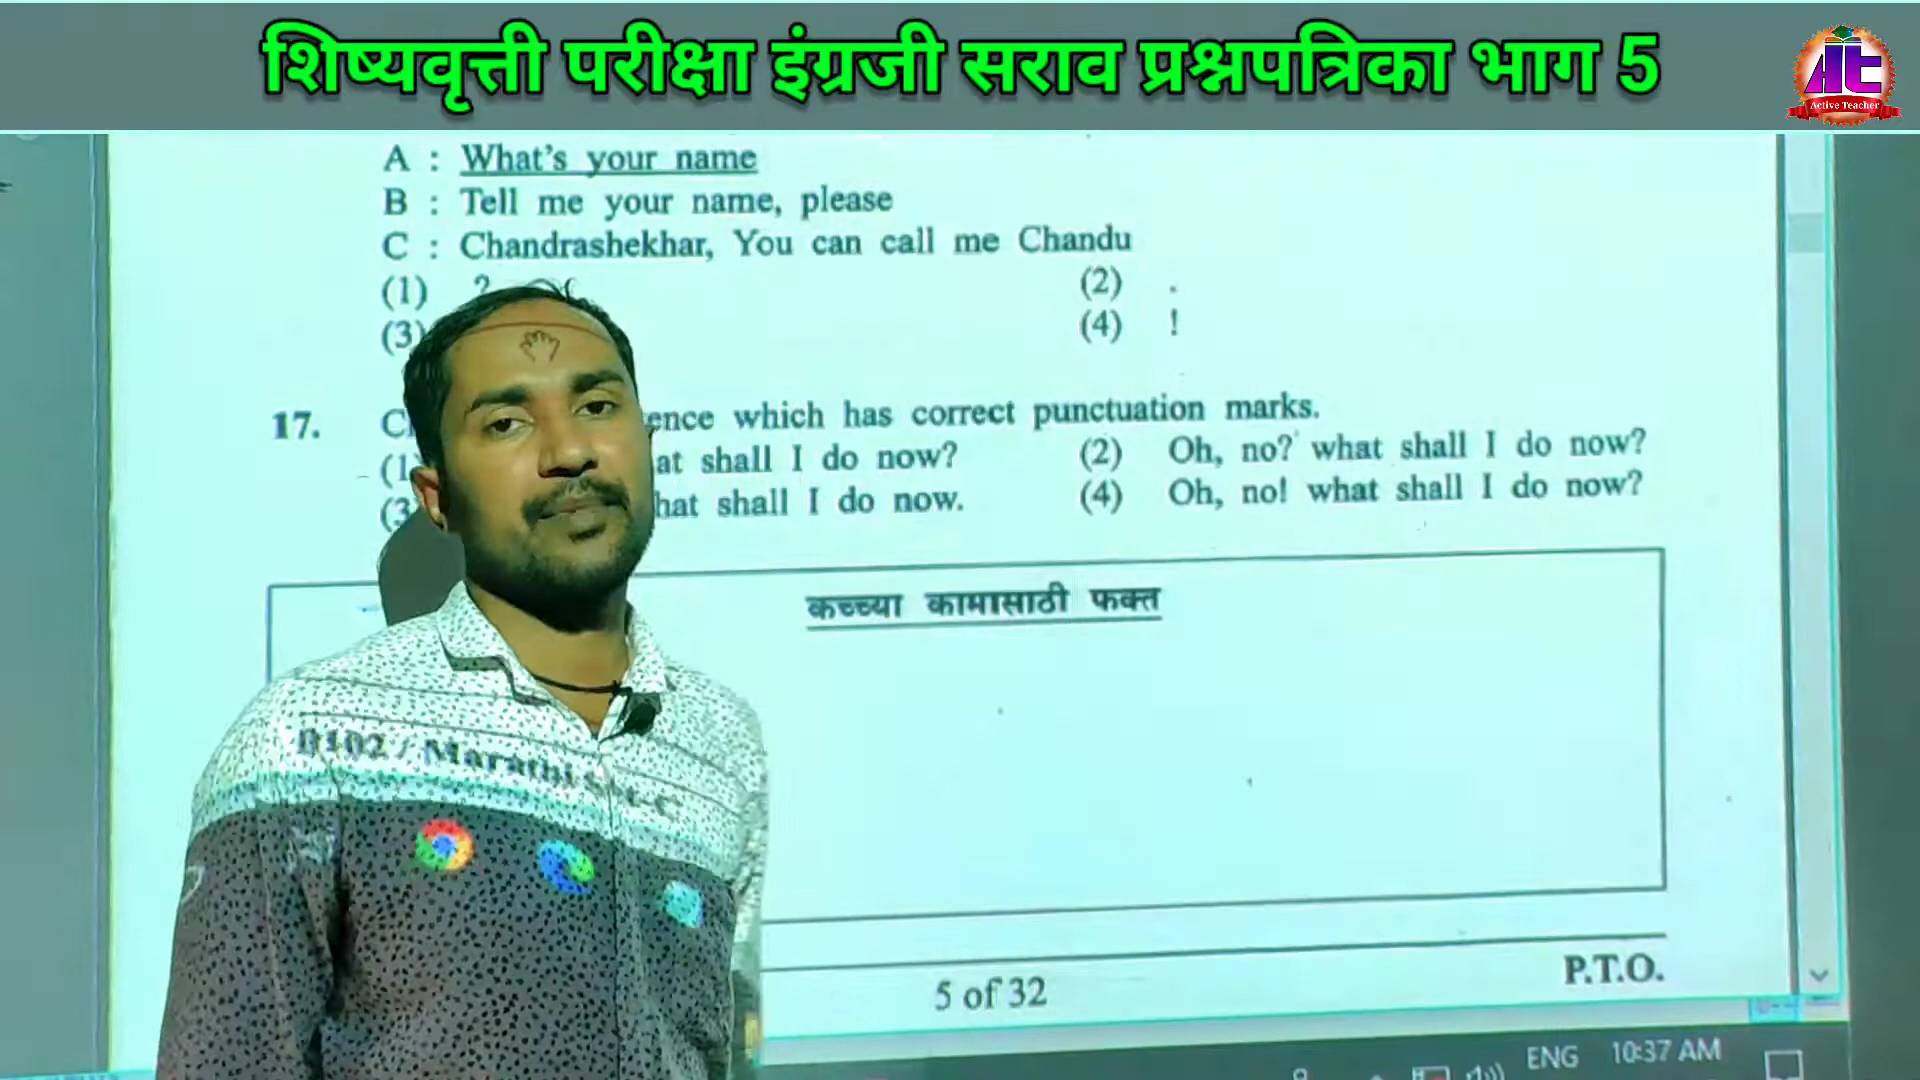 शिष्यवृत्ती परीक्षा इंग्रजी सराव प्रश्नपत्रिका भाग 5
At
Active Teacher
A : What's your name
B : Tell me your name, please
C : Chandrashekhar, You can call me Chandu
(1) ? (2) .
(3) (4) !
17. which has correct punctuation marks.
shall I do now? (2) Oh, no? what shall I do now?
shall I do now. (4) Oh, no! what shall I do now?
कच्च्या कामासाठी फक्त
B102 / Marathi
5 of 32
P.T.O.
ENG 10:37 AM